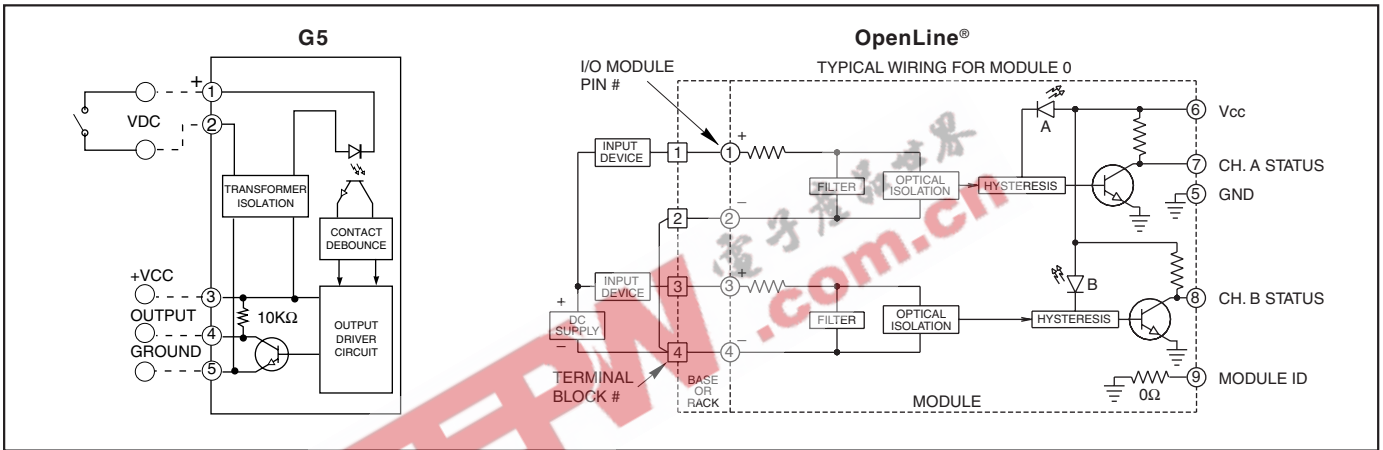 G5
+
1
VDC
2
TRANSFORMER
ISOLATION
CONTACT
DEBOUNCE
+VCC
3
OUTPUT
10KΩ
4
GROUND
5
OUTPUT
DRIVER
CIRCUIT
OpenLine®
I/O MODULE
PIN #
TYPICAL WIRING FOR MODULE 0
A
6 Vcc
INPUT
DEVICE
1
1
+
FILTER
OPTICAL
ISOLATION
HYSTERESIS
7 CH. A STATUS
5 GND
2
2
–
INPUT
DEVICE
3
3
+
B
FILTER
OPTICAL
ISOLATION
HYSTERESIS
8 CH. B STATUS
+
DC
SUPPLY
–
4
4
–
TERMINAL
BLOCK #
BASE
OR
RACK
MODULE
0Ω
9 MODULE ID
.com.cn